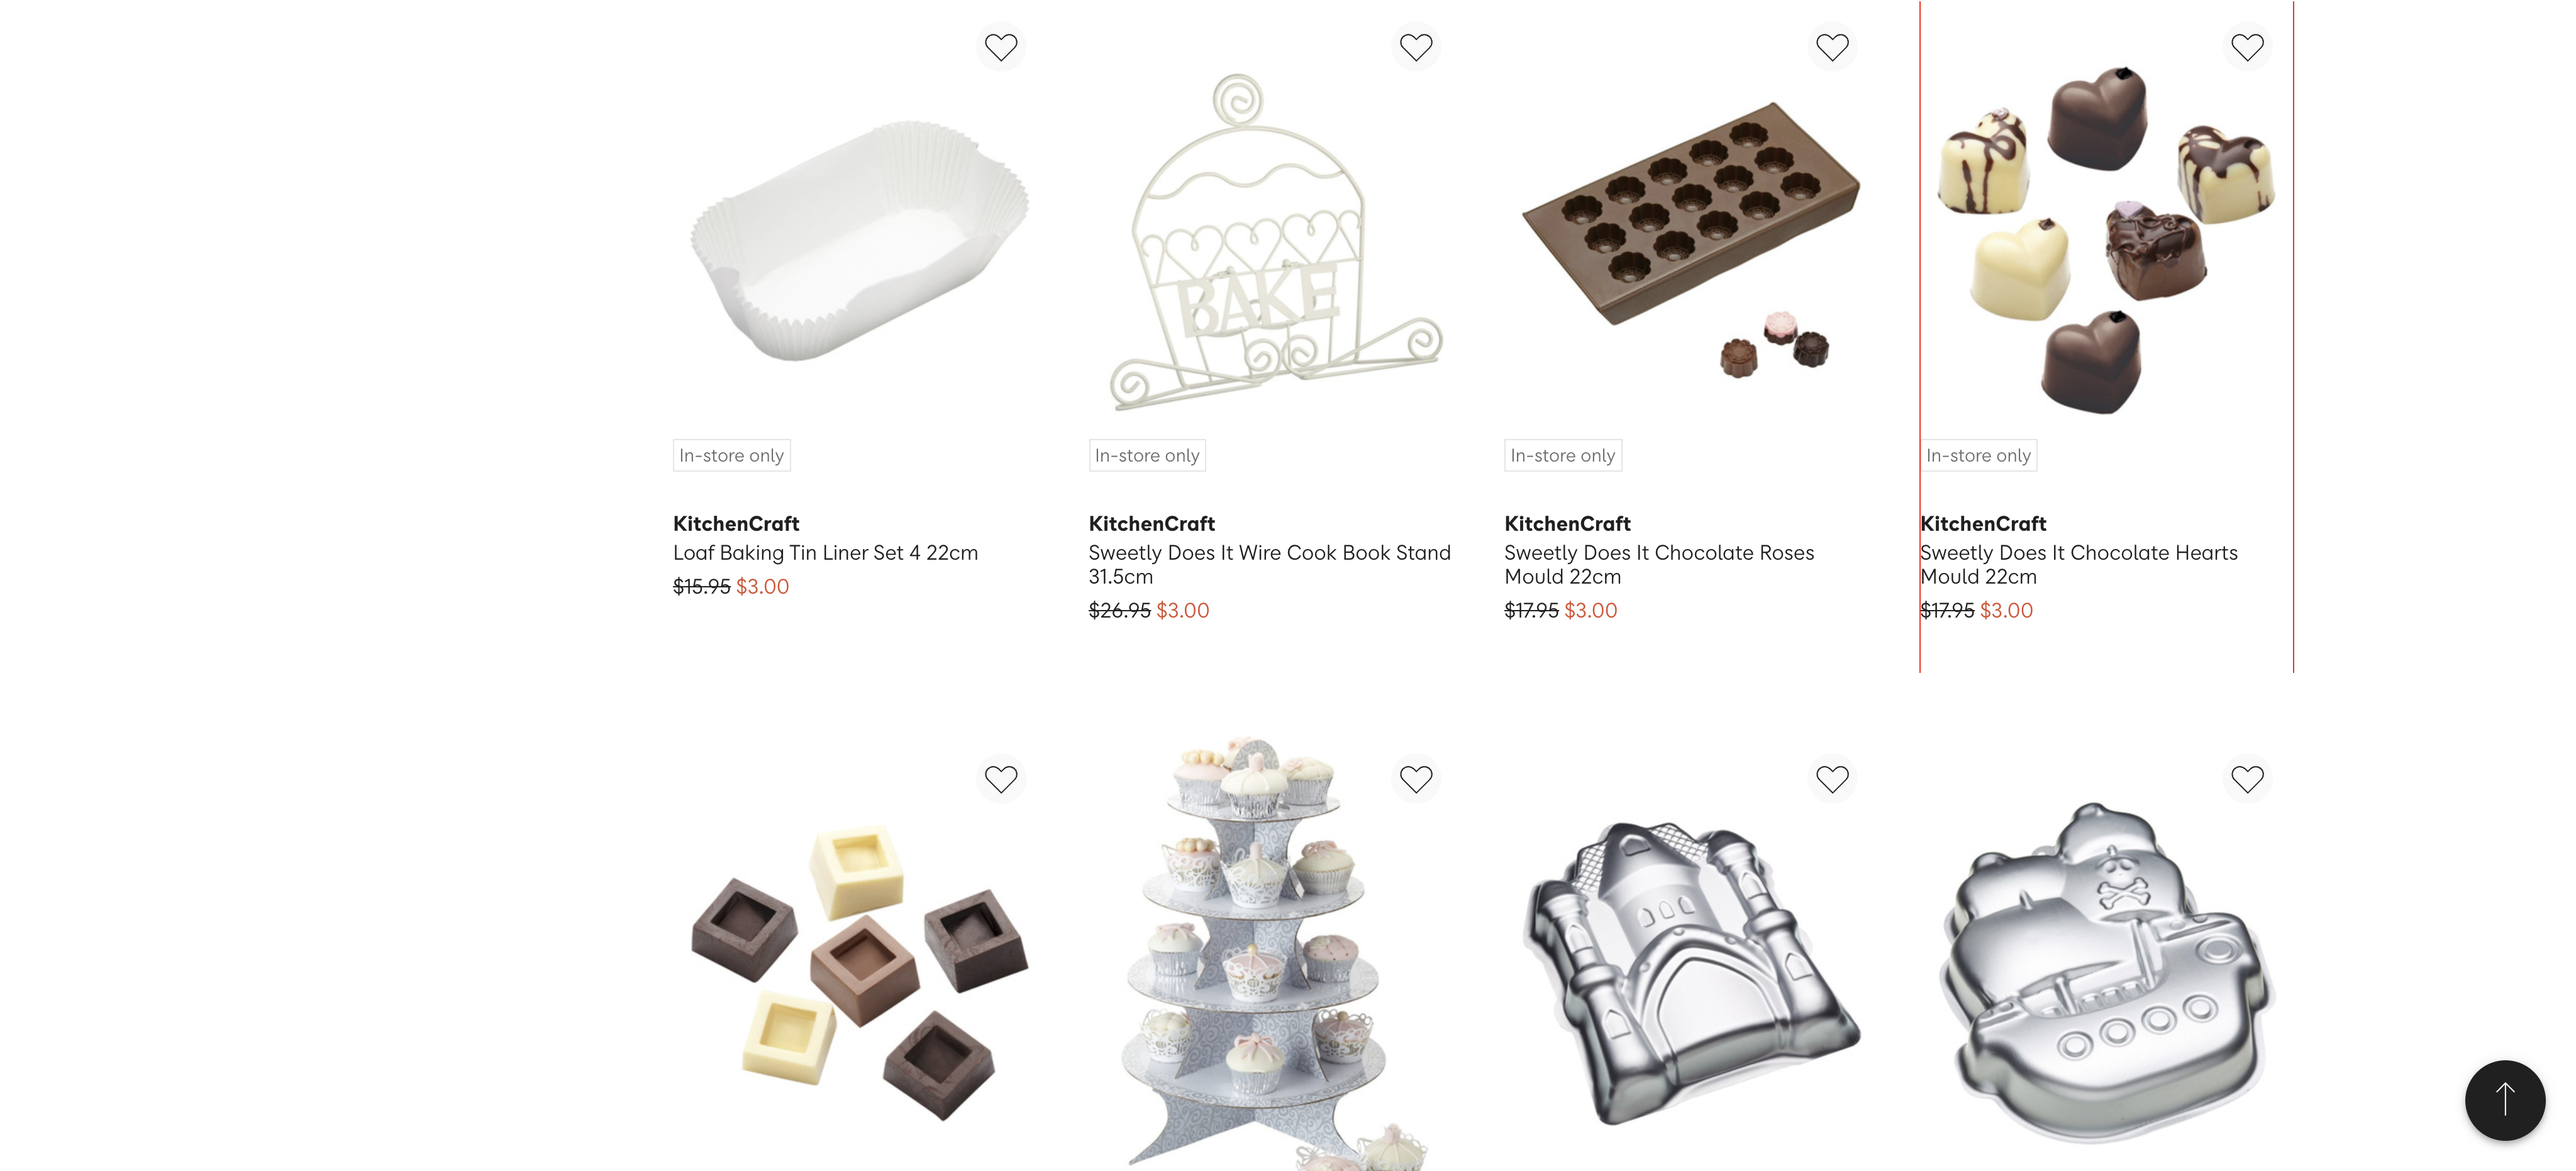 BAKE
In-store only
In-store only
In-store only
In-store only
KitchenCraft
Loaf Baking Tin Liner Set 4 22cm
$15.95 $3.00
KitchenCraft
Sweetly Does It Wire Cook Book Stand
31.5cm
$26.95 $3.00
KitchenCraft
Sweetly Does It Chocolate Roses
Mould 22cm
$17.95 $3.00
KitchenCraft
Sweetly Does It Chocolate Hearts
Mould 22cm
$17.95 $3.00